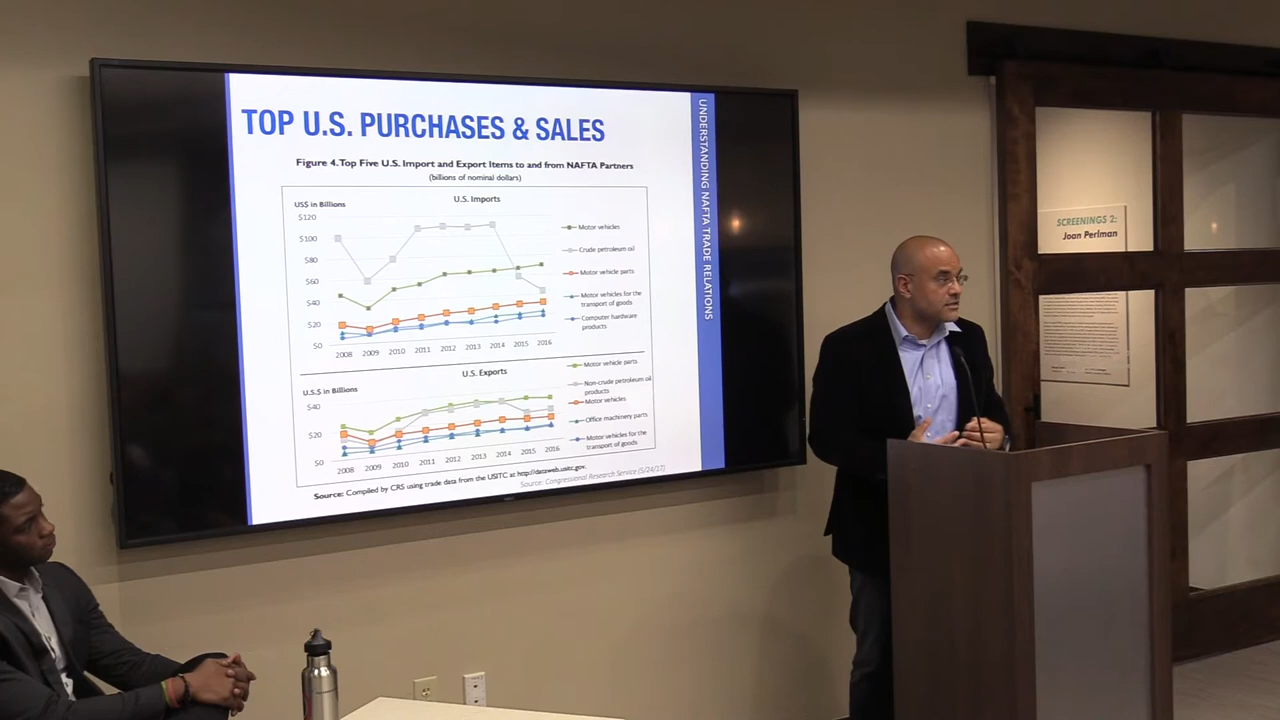 TOP U.S. PURCHASES & SALES
Figure 4. Top Five U.S. Import and Export Items to and from NAFTA Partners
(billions of nominal dollars)
U.S. Imports
US$ in Billions
$120
$100
$80
$60
$40
$20
$0
2008 2009 2010 2011 2012 2013 2014 2015 2016
Motor vehicles
Crude petroleum oil
Motor vehicle parts
Motor vehicles for the
transport of goods
Computer hardware
products
U.S. Exports
U.S.$ in Billions
$40
$20
$0
2008 2009 2010 2011 2012 2013 2014 2015 2016
Motor vehicle parts
Non-crude petroleum oil
products
Motor vehicles
Office machinery parts
Motor vehicles for the
transport of goods
Source: Compiled by CRS using trade data from the USITC at http://dataweb.usitc.gov.
Source: Congressional Research Service (5/24/17)
UNDERSTANDING NAFTA TRADE RELATIONS
SCREENINGS 2:
Joan Perlman